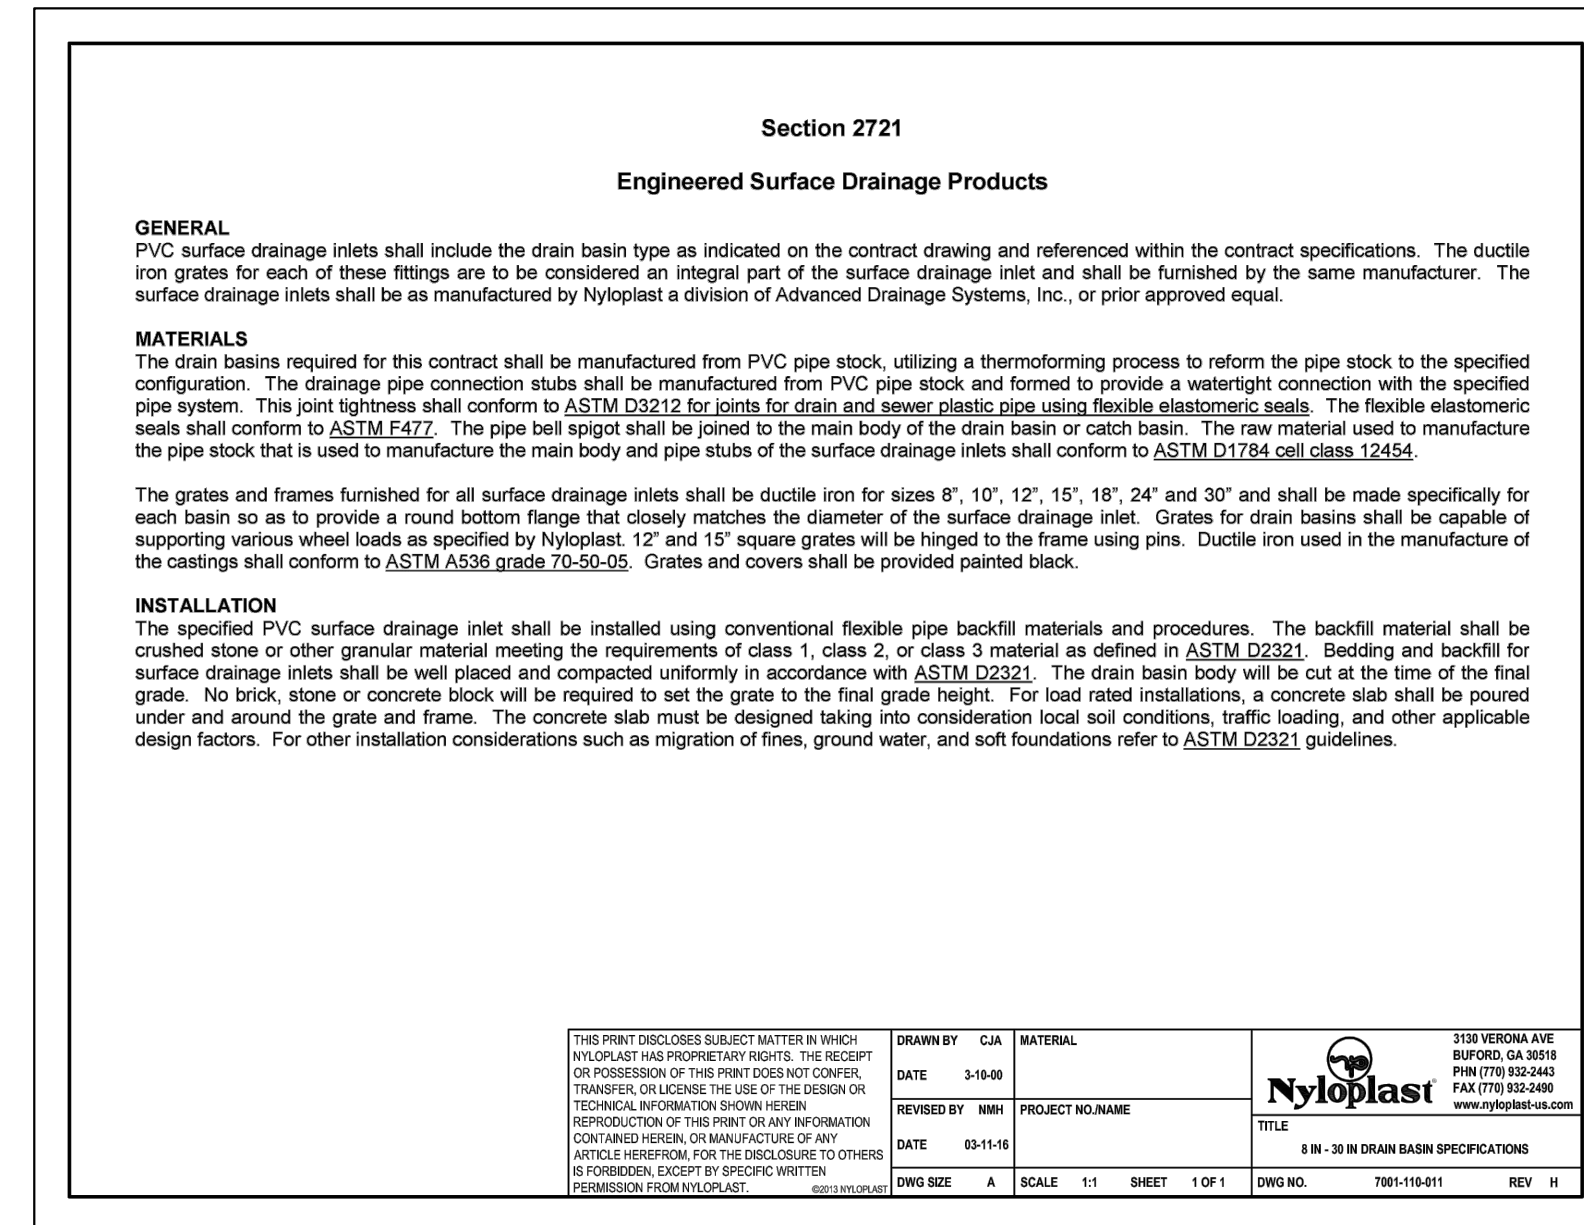 Section 2721
Engineered Surface Drainage Products
GENERAL
PVC surface drainage inlets shall include the drain basin type as indicated on the contract drawing and referenced within the contract specifications. The ductile
iron grates for each of these fittings are to be considered an integral part of the surface drainage inlet and shall be furnished by the same manufacturer. The
surface drainage inlets shall be as manufactured by Nyloplast a division of Advanced Drainage Systems, Inc., or prior approved equal.
MATERIALS
The drain basins required for this contract shall be manufactured from PVC pipe stock, utilizing a thermoforming process to reform the pipe stock to the specified
configuration. The drainage pipe connection stubs shall be manufactured from PVC pipe stock and formed to provide a watertight connection with the specified
pipe system. This joint tightness shall conform to ASTM D3212 for joints for drain and sewer plastic pipe using flexible elastomeric seals. The flexible elastomeric
seals shall conform to ASTM F477. The pipe bell spigot shall be joined to the main body of the drain basin or catch basin. The raw material used to manufacture
the pipe stock that is used to manufacture the main body and pipe stubs of the surface drainage inlets shall conform to ASTM D1784 cell class 12454.
The grates and frames furnished for all surface drainage inlets shall be ductile iron for sizes 8”, 10”, 12”, 15”, 18”, 24” and 30” and shall be made specifically for
each basin so as to provide a round bottom flange that closely matches the diameter of the surface drainage inlet. Grates for drain basins shall be capable of
supporting various wheel loads as specified by Nyloplast. 12” and 15” square grates will be hinged to the frame using pins. Ductile iron used in the manufacture of
the castings shall conform to ASTM A536 grade 70-50-05. Grates and covers shall be provided painted black.
INSTALLATION
The specified PVC surface drainage inlet shall be installed using conventional flexible pipe backfill materials and procedures. The backfill material shall be
crushed stone or other granular material meeting the requirements of class 1, class 2, or class 3 material as defined in ASTM D2321. Bedding and backfill for
surface drainage inlets shall be well placed and compacted uniformly in accordance with ASTM D2321. The drain basin body will be cut at the time of the final
grade. No brick, stone or concrete block will be required to set the grate to the final grade height. For load rated installations, a concrete slab shall be poured
under and around the grate and frame. The concrete slab must be designed taking into consideration local soil conditions, traffic loading, and other applicable
design factors. For other installation considerations such as migration of fines, ground water, and soft foundations refer to ASTM D2321 guidelines.
THIS PRINT DISCLOSES SUBJECT MATTER IN WHICH
NYLOPLAST HAS PROPRIETARY RIGHTS. THE RECEIPT
OR POSSESSION OF THIS PRINT DOES NOT CONFER,
TRANSFER, OR LICENSE THE USE OF THE DESIGN OR
TECHNICAL INFORMATION SHOWN HEREIN
REPRODUCTION OF THIS PRINT OR ANY INFORMATION
CONTAINED HEREIN, OR MANUFACTURE OF ANY
ARTICLE HEREFROM, FOR THE DISCLOSURE TO OTHERS
IS FORBIDDEN, EXCEPT BY SPECIFIC WRITTEN
PERMISSION FROM NYLOPLAST. ©2013 NYLOPLAST
DRAWN BY CJA
DATE 3-10-00
REVISED BY NMH
DATE 03-11-16
DWG SIZE A
MATERIAL
PROJECT NO./NAME
SCALE 1:1 SHEET 1 OF 1
Nyloplast®
3130 VERONA AVE
BUFORD, GA 30518
PHN (770) 932-2443
FAX (770) 932-2490
www.nyloplast-us.com
TITLE
8 IN - 30 IN DRAIN BASIN SPECIFICATIONS
DWG NO. 7001-110-011 REV H